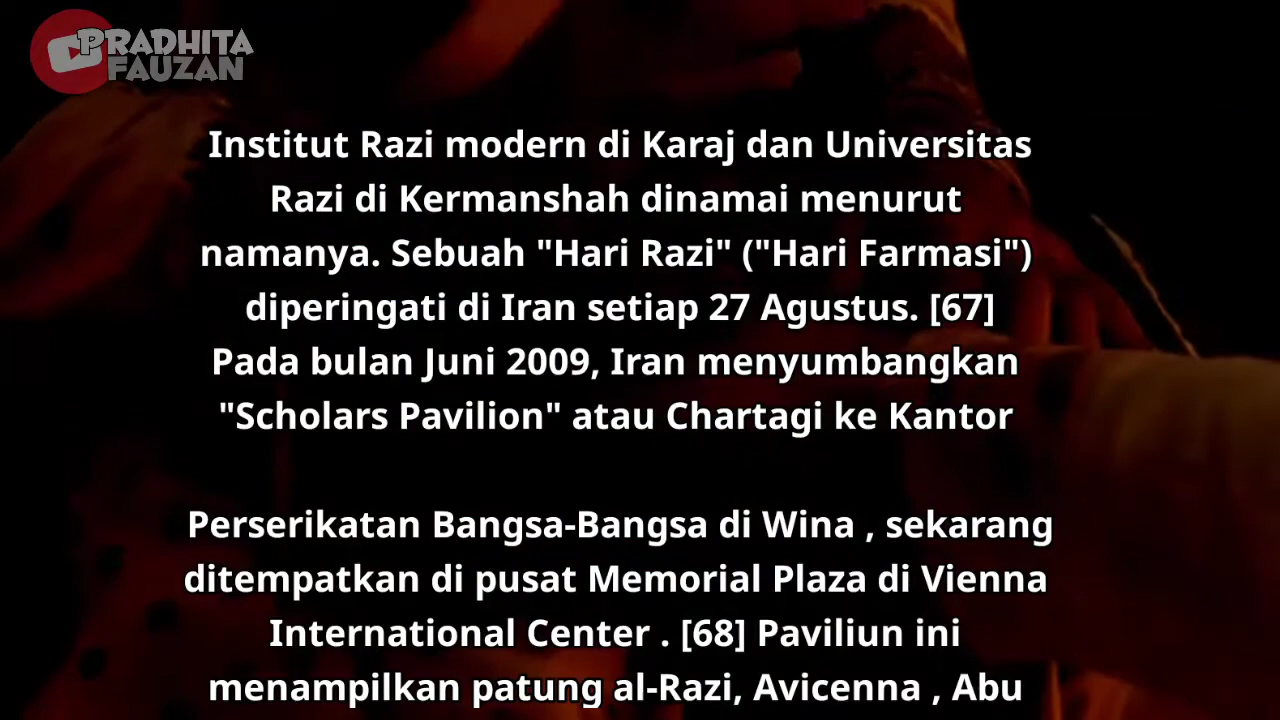 PRADHITA
FAUZAN
Institut Razi modern di Karaj dan Universitas
Razi di Kermanshah dinamai menurut
namanya. Sebuah "Hari Razi" ("Hari Farmasi")
diperingati di Iran setiap 27 Agustus. [67]
Pada bulan Juni 2009, Iran menyumbangkan
"Scholars Pavilion" atau Chartagi ke Kantor
Perserikatan Bangsa-Bangsa di Wina , sekarang
ditempatkan di pusat Memorial Plaza di Vienna
International Center . [68] Paviliun ini
menampilkan patung al-Razi, Avicenna , Abu